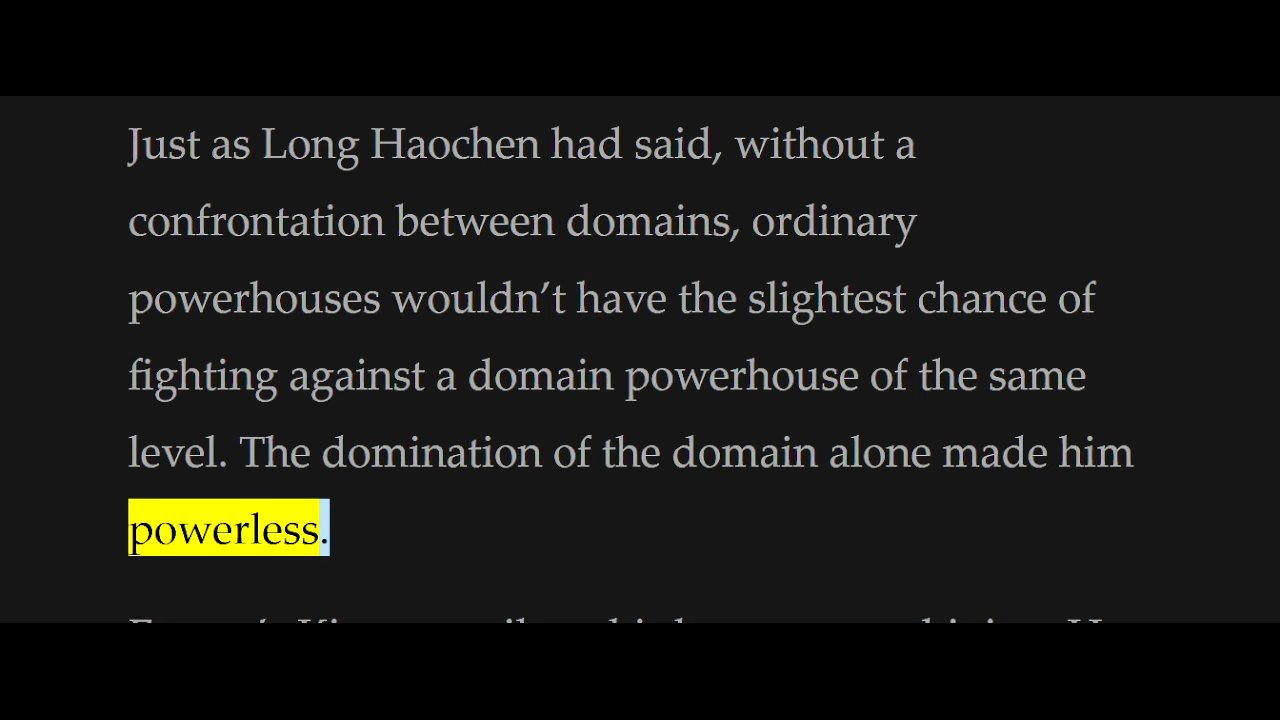 Just as Long Haochen had said, without a
confrontation between domains, ordinary
powerhouses wouldn’t have the slightest chance of
fighting against a domain powerhouse of the same
level. The domination of the domain alone made him
powerless.